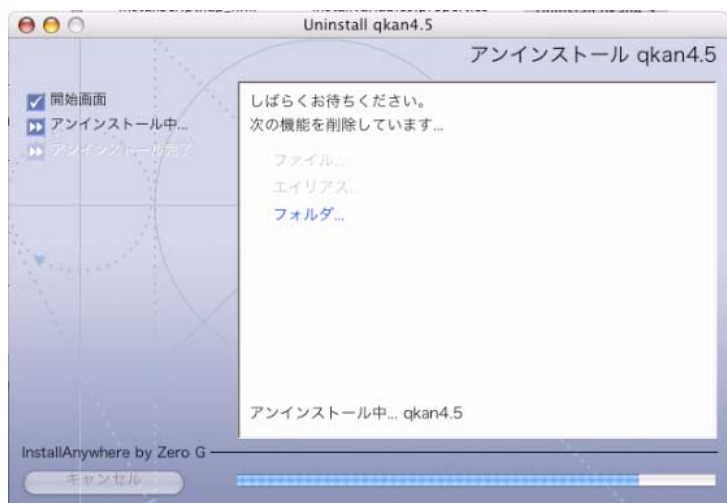 Uninstall qkan4.5
アンインストール qkan4.5
開始画面
アンインストール中...
アンインストール完了
しばらくお待ちください。
次の機能を削除しています...
ファイル...
エイリアス...
フォルダ...
アンインストール中... qkan4.5
InstallAnywhere by Zero G
キャンセル